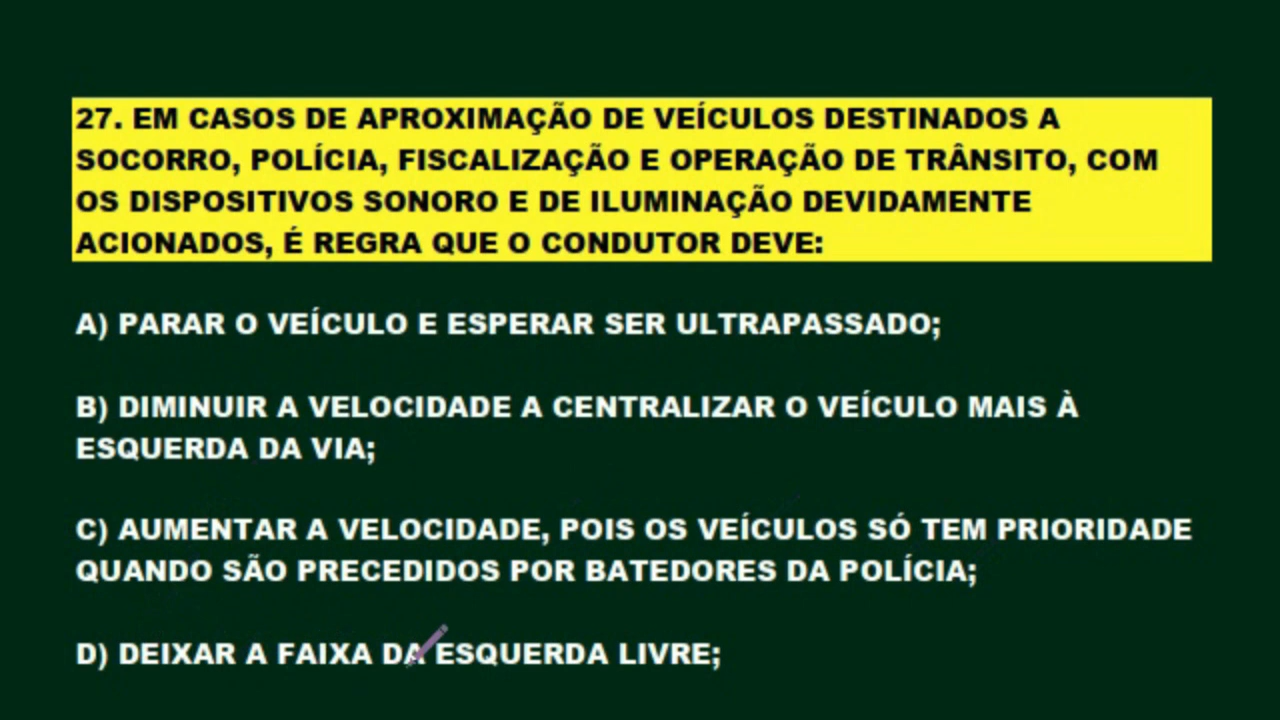 27. EM CASOS DE APROXIMAÇÃO DE VEÍCULOS DESTINADOS A
SOCORRO, POLÍCIA, FISCALIZAÇÃO E OPERAÇÃO DE TRÂNSITO, COM
OS DISPOSITIVOS SONORO E DE ILUMINAÇÃO DEVIDAMENTE
ACIONADOS, É REGRA QUE O CONDUTOR DEVE:
A) PARAR O VEÍCULO E ESPERAR SER ULTRAPASSADO;
B) DIMINUIR A VELOCIDADE A CENTRALIZAR O VEÍCULO MAIS À
ESQUERDA DA VIA;
C) AUMENTAR A VELOCIDADE, POIS OS VEÍCULOS SÓ TEM PRIORIDADE
QUANDO SÃO PRECEDIDOS POR BATEDORES DA POLÍCIA;
D) DEIXAR A FAIXA DA ESQUERDA LIVRE;